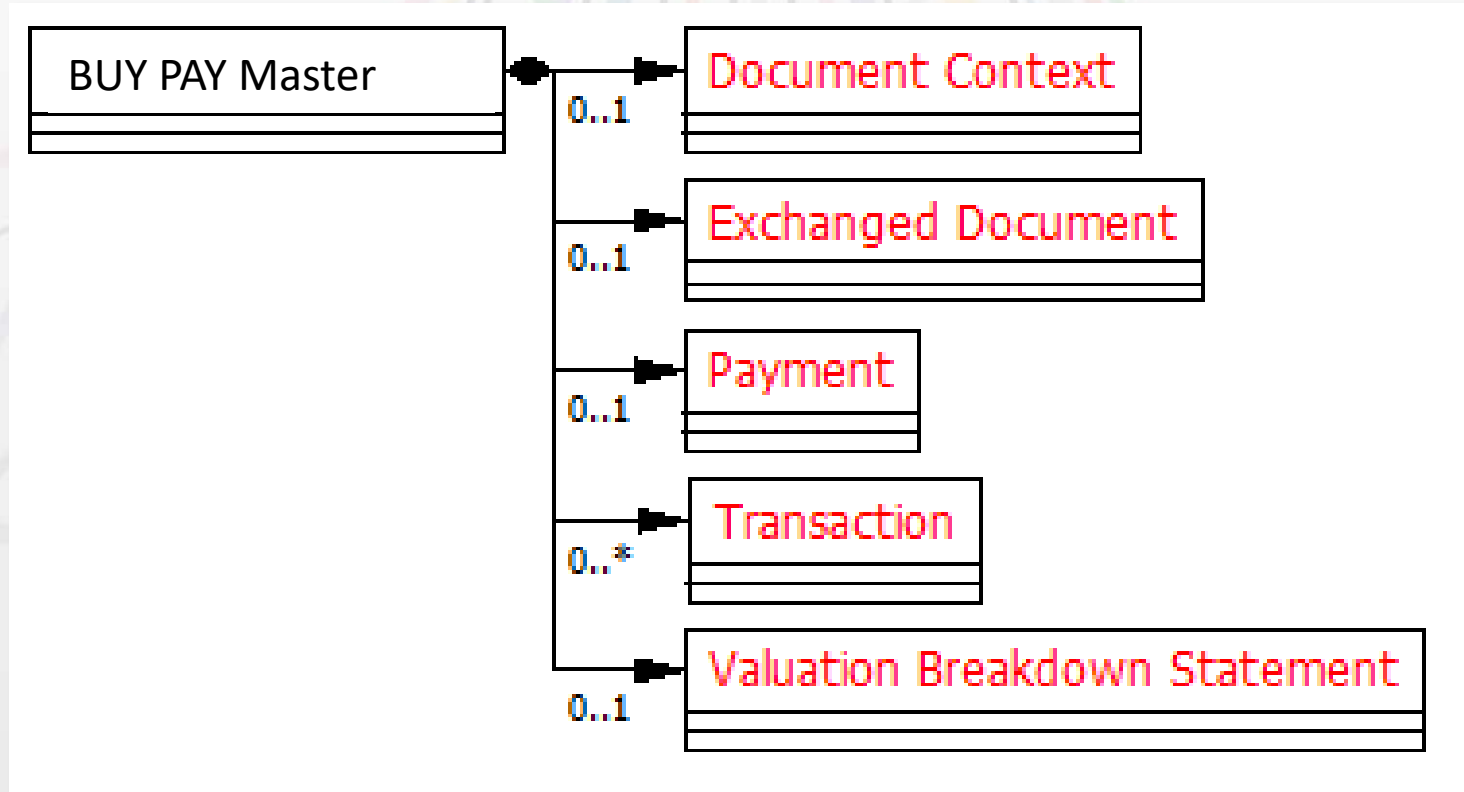 BUY PAY Master
Document Context
0..1
Exchanged Document
0..1
Payment
0..1
Transaction
0..*
Valuation Breakdown Statement
0..1